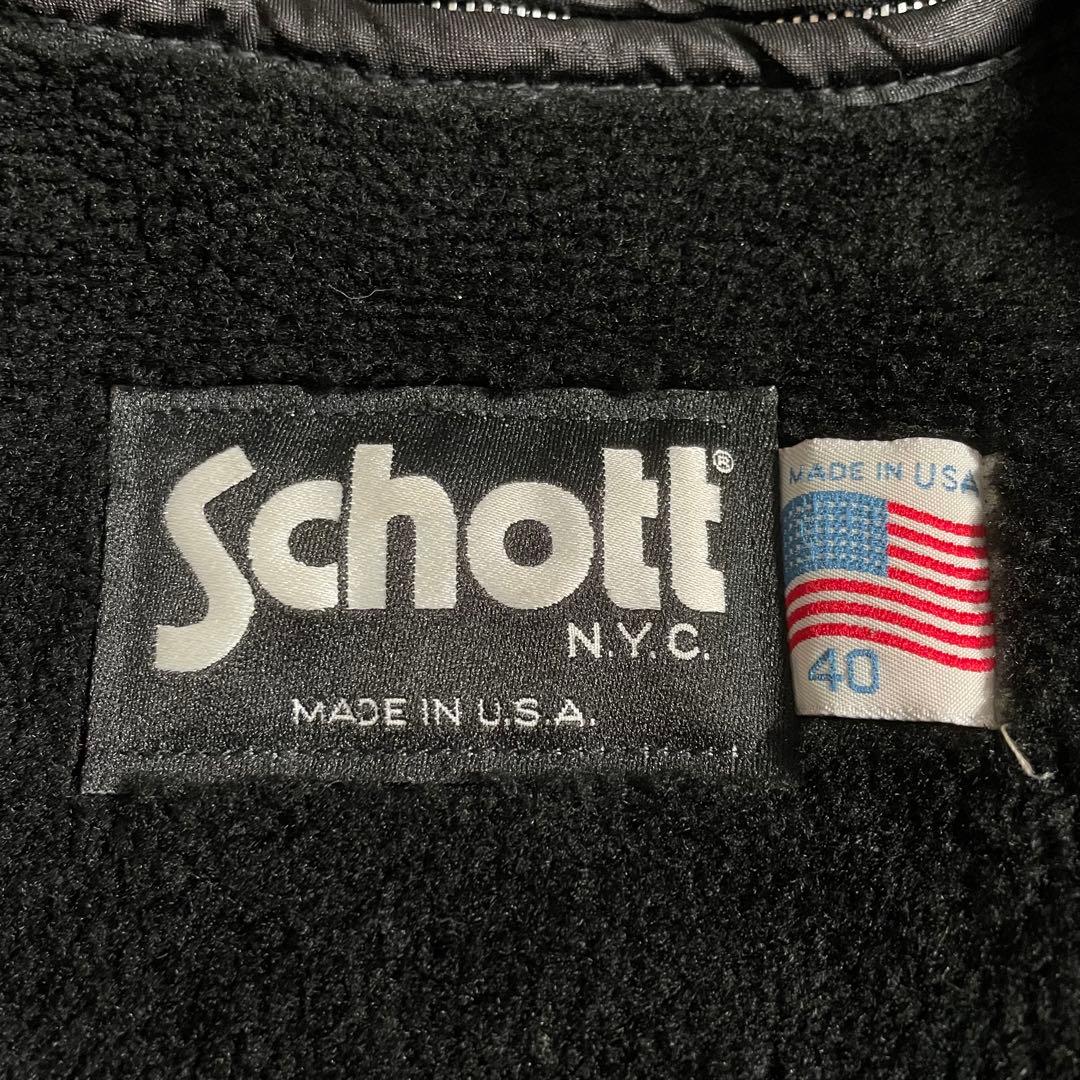 Schott®
N.Y.C.
MADE IN U.S.A.
MADE IN USA
40